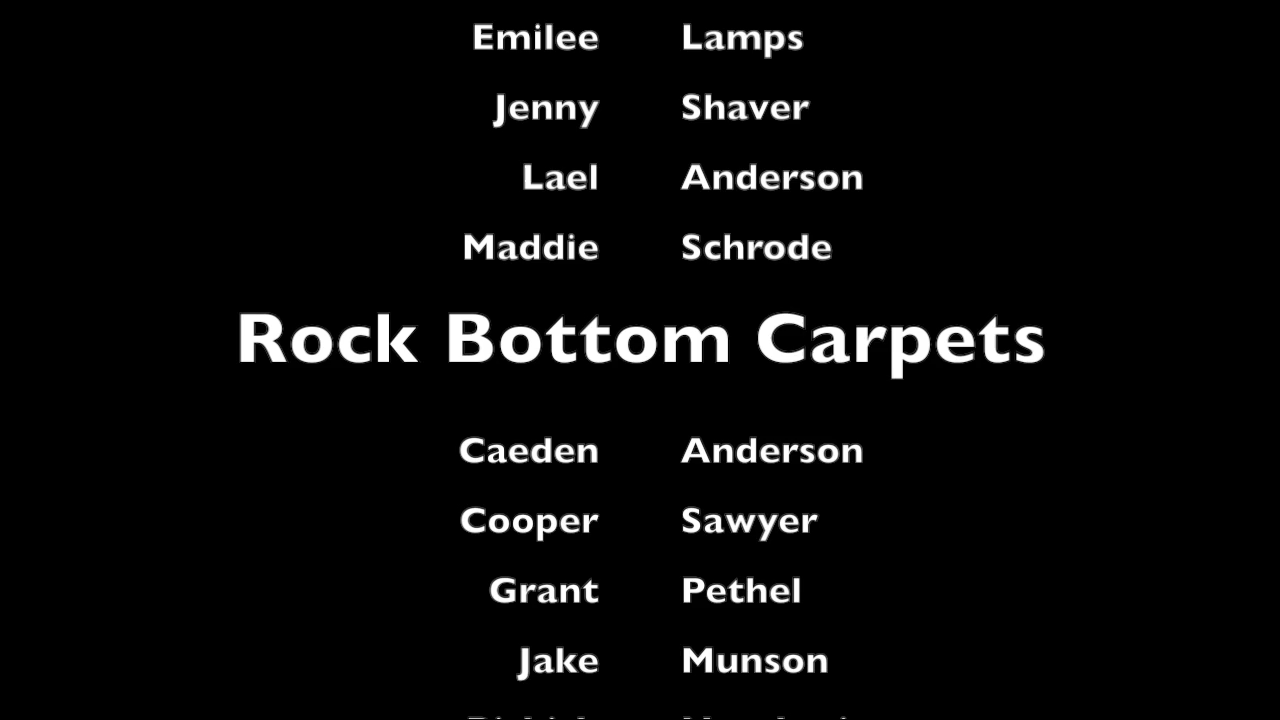 Emilee Lamps
Jenny Shaver
Lael Anderson
Maddie Schrode
Rock Bottom Carpets
Caeden Anderson
Cooper Sawyer
Grant Pethel
Jake Munson